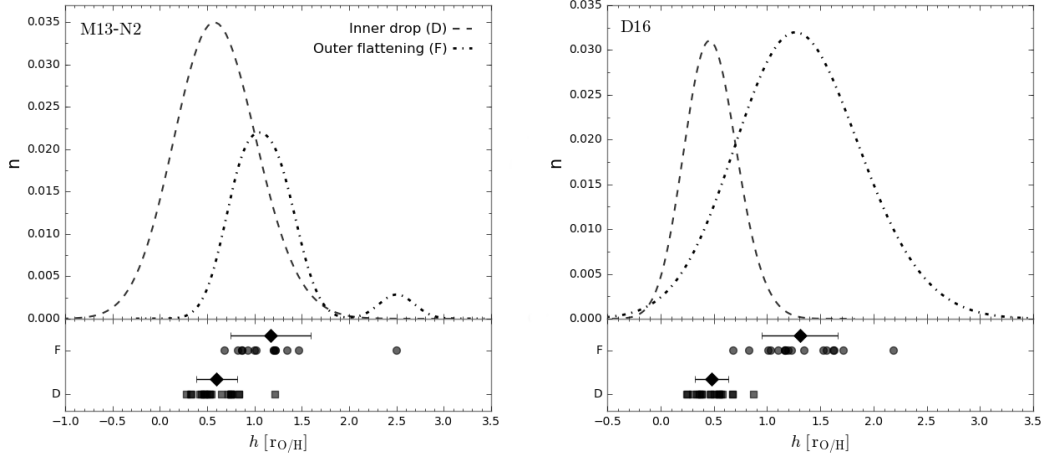 M13-N2
Inner drop (D)
Outer flattening (F)
n
0.035
0.030
0.025
0.020
0.015
0.010
0.005
0.000
F
D
−1.0 −0.5 0.0 0.5 1.0 1.5 2.0 2.5 3.0 3.5
h [r_O/H]
D16
n
0.035
0.030
0.025
0.020
0.015
0.010
0.005
0.000
F
D
−0.5 0.0 0.5 1.0 1.5 2.0 2.5 3.0 3.5
h [r_O/H]